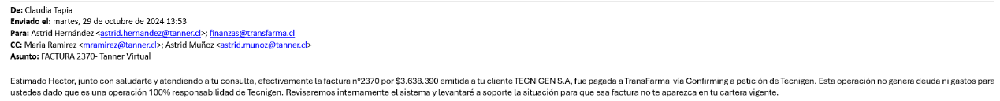 De: Claudia Tapia
Enviado el: martes, 29 de octubre de 2024 13:53
Para: Astrid Hernández <astrid.hernandez@tanner.cl>; finanzas@transfarma.cl
CC: Maria Ramirez <mramirez@tanner.cl>; Astrid Muñoz <astrid.munoz@tanner.cl>
Asunto: FACTURA 2370- Tanner Virtual
Estimado Hector, junto con saludarte y atendiendo a tu consulta, efectivamente la factura n°2370 por $3.638.390 emitida a tu cliente TECNIGEN S.A, fue pagada a TransFarma vía Confirming a petición de Tecnigen. Esta operación no genera deuda ni gastos para
ustedes dado que es una operación 100% responsabilidad de Tecnigen. Revisaremos internamente el sistema y levantaré a soporte la situación para que esa factura no te aparezca en tu cartera vigente.